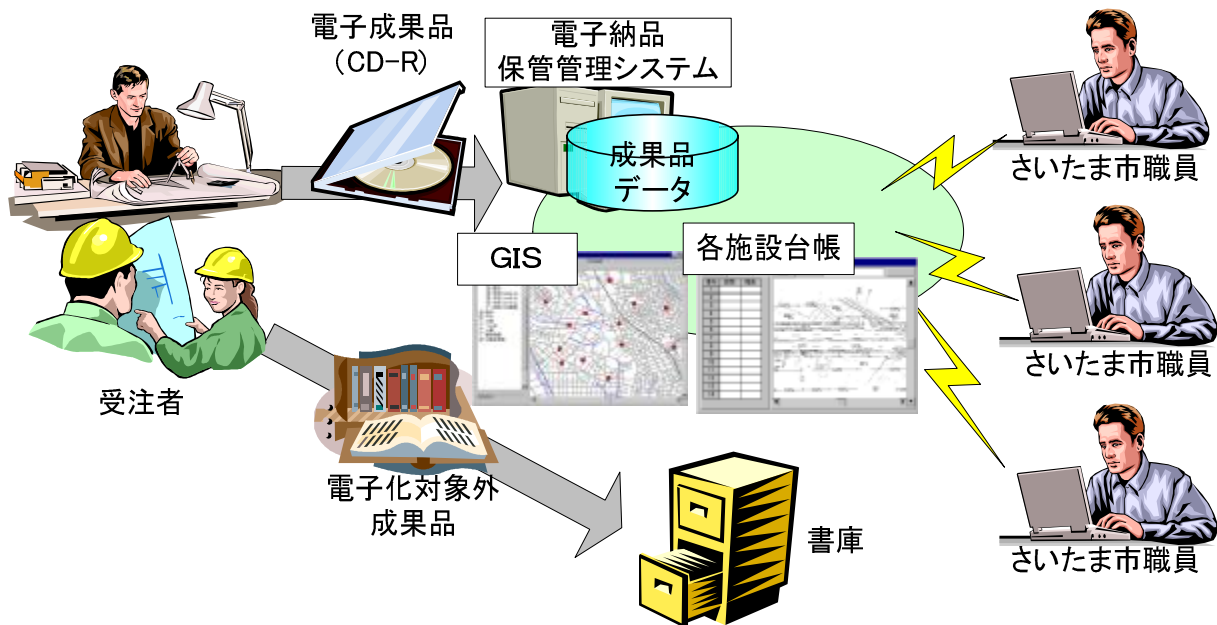 電子成果品
(CD-R)
電子納品
保管管理システム
成果品
データ
GIS
各施設台帳
受注者
電子化対象外
成果品
書庫
さいたま市職員
さいたま市職員
さいたま市職員